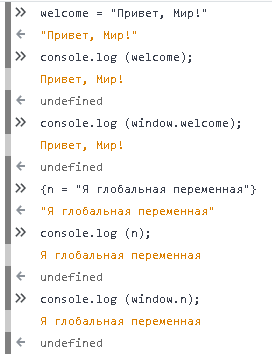 welcome = "Привет, Мир!"
"Привет, Мир!"
console.log (welcome);
Привет, Мир!
undefined
console.log (window.welcome);
Привет, Мир!
undefined
{n = "Я глобальная переменная"}
"Я глобальная переменная"
console.log (n);
Я глобальная переменная
undefined
console.log (window.n);
Я глобальная переменная
undefined